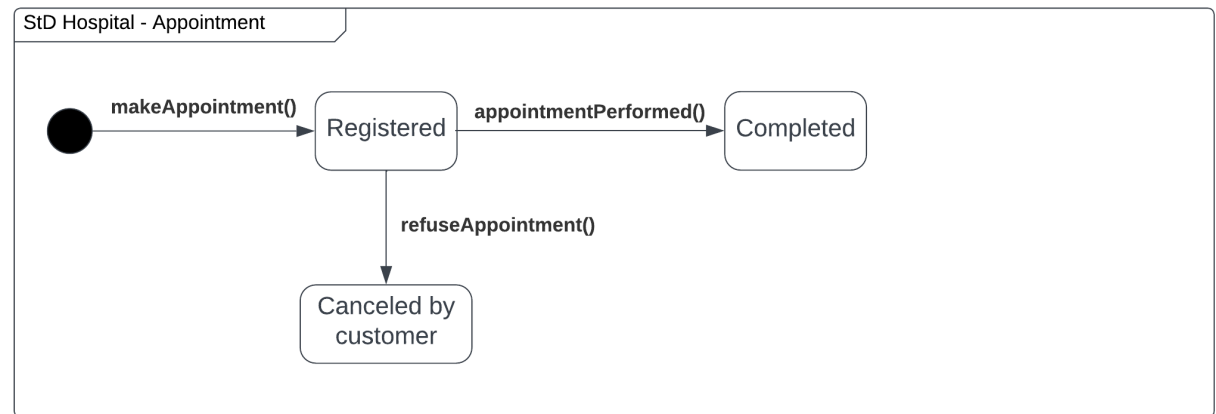 StD Hospital - Appointment
makeAppointment()
Registered
appointmentPerformed()
Completed
refuseAppointment()
Canceled by
customer